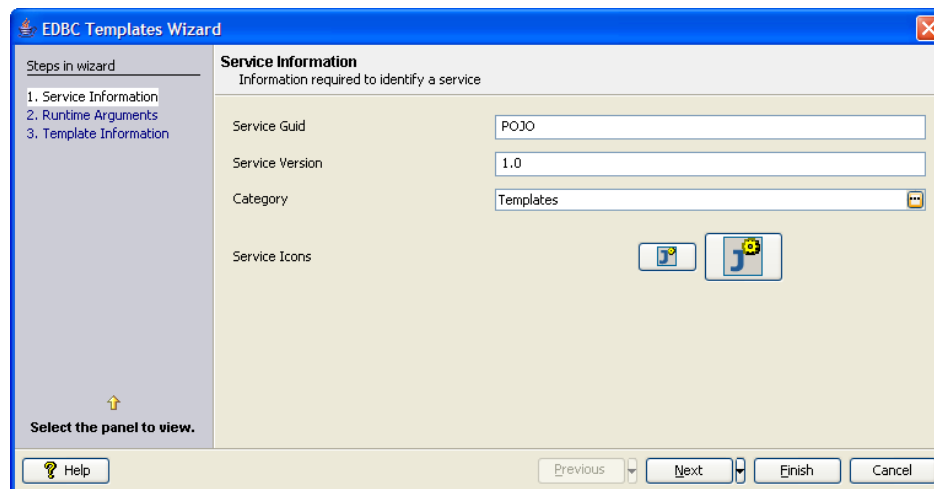 EDBC Templates Wizard
Steps in wizard
1. Service Information
2. Runtime Arguments
3. Template Information
Select the panel to view.
Service Information
Information required to identify a service
Service Guid
POJO
Service Version
1.0
Category
Templates
...
Service Icons
J
J
? Help
Previous
Next
Finish
Cancel